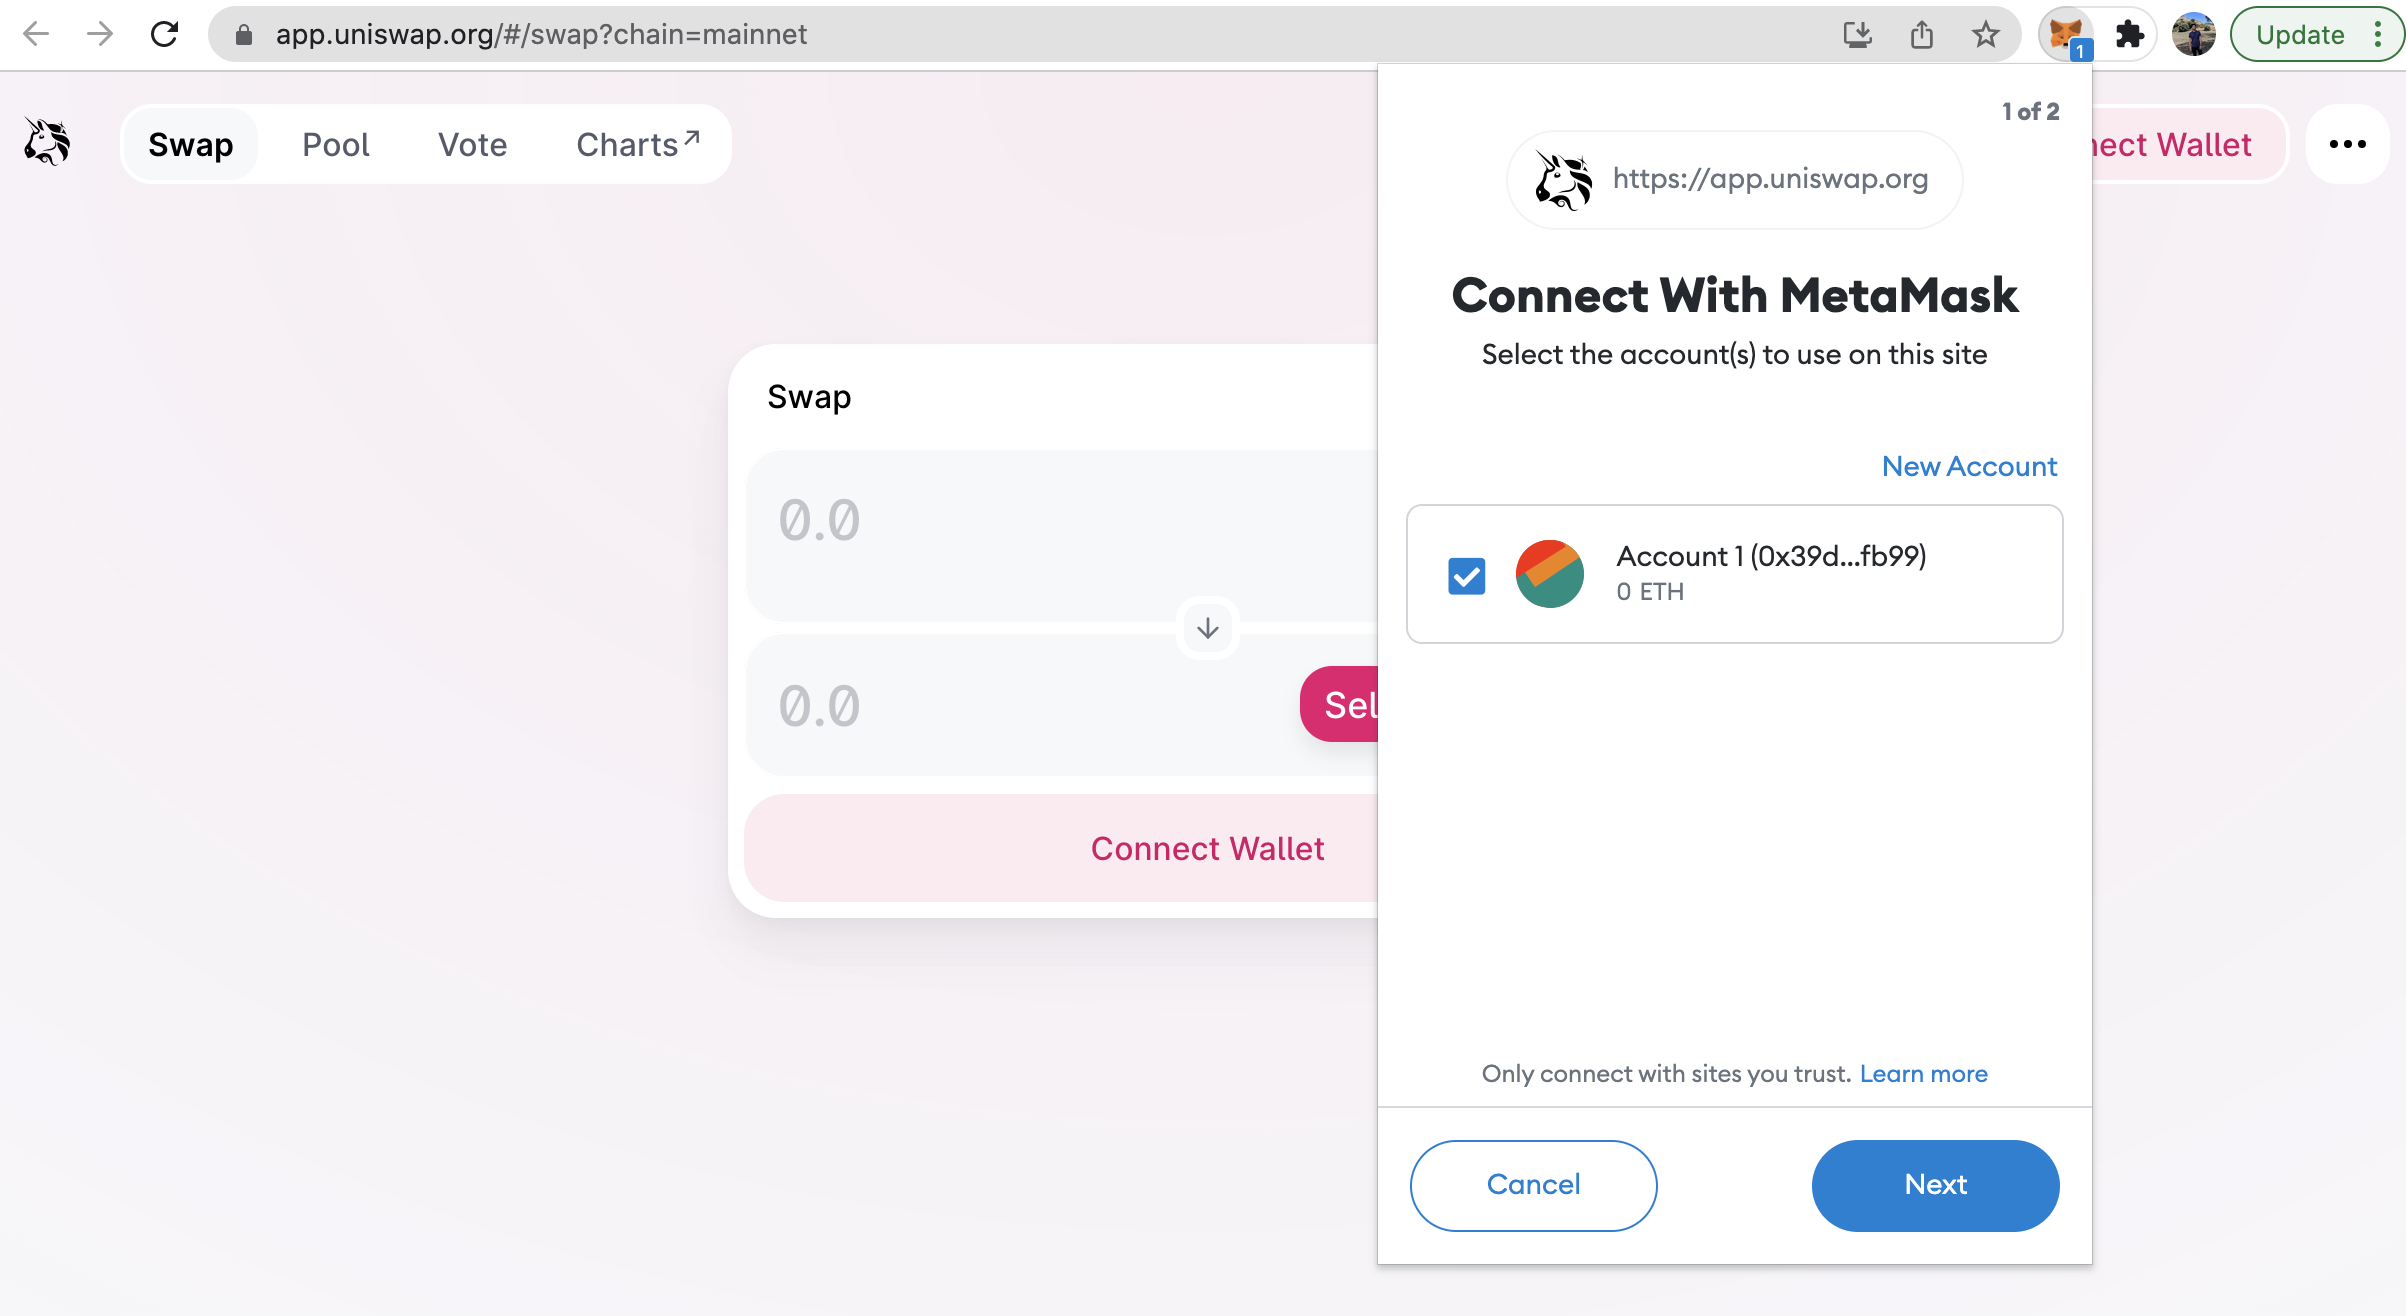 app.uniswap.org/#/swap?chain=mainnet
1
Update
Swap
Pool
Vote
Charts↗
nect Wallet
1 of 2
https://app.uniswap.org
Connect With MetaMask
Select the account(s) to use on this site
New Account
Account 1 (0x39d...fb99)
0 ETH
Only connect with sites you trust. Learn more
Cancel
Next
Swap
0.0
0.0
Sel
Connect Wallet